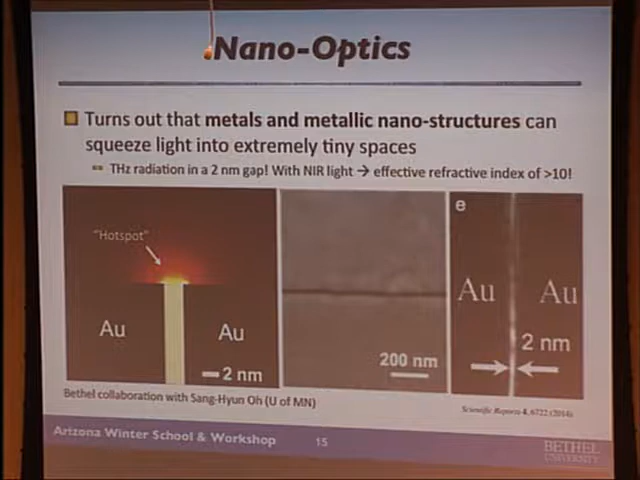 Nano-Optics
Turns out that metals and metallic nano-structures can
squeeze light into extremely tiny spaces
THz radiation in a 2 nm gap! With NIR light → effective refractive index of >10!
"Hotspot"
Au
Au
2 nm
200 nm
e
Au
Au
2 nm
Bethel collaboration with Sang-Hyun Oh (U of MN)
Scientific Reports 4, 6722 (2014)
Arizona Winter School & Workshop
15
BETHEL
UNIVERSITY